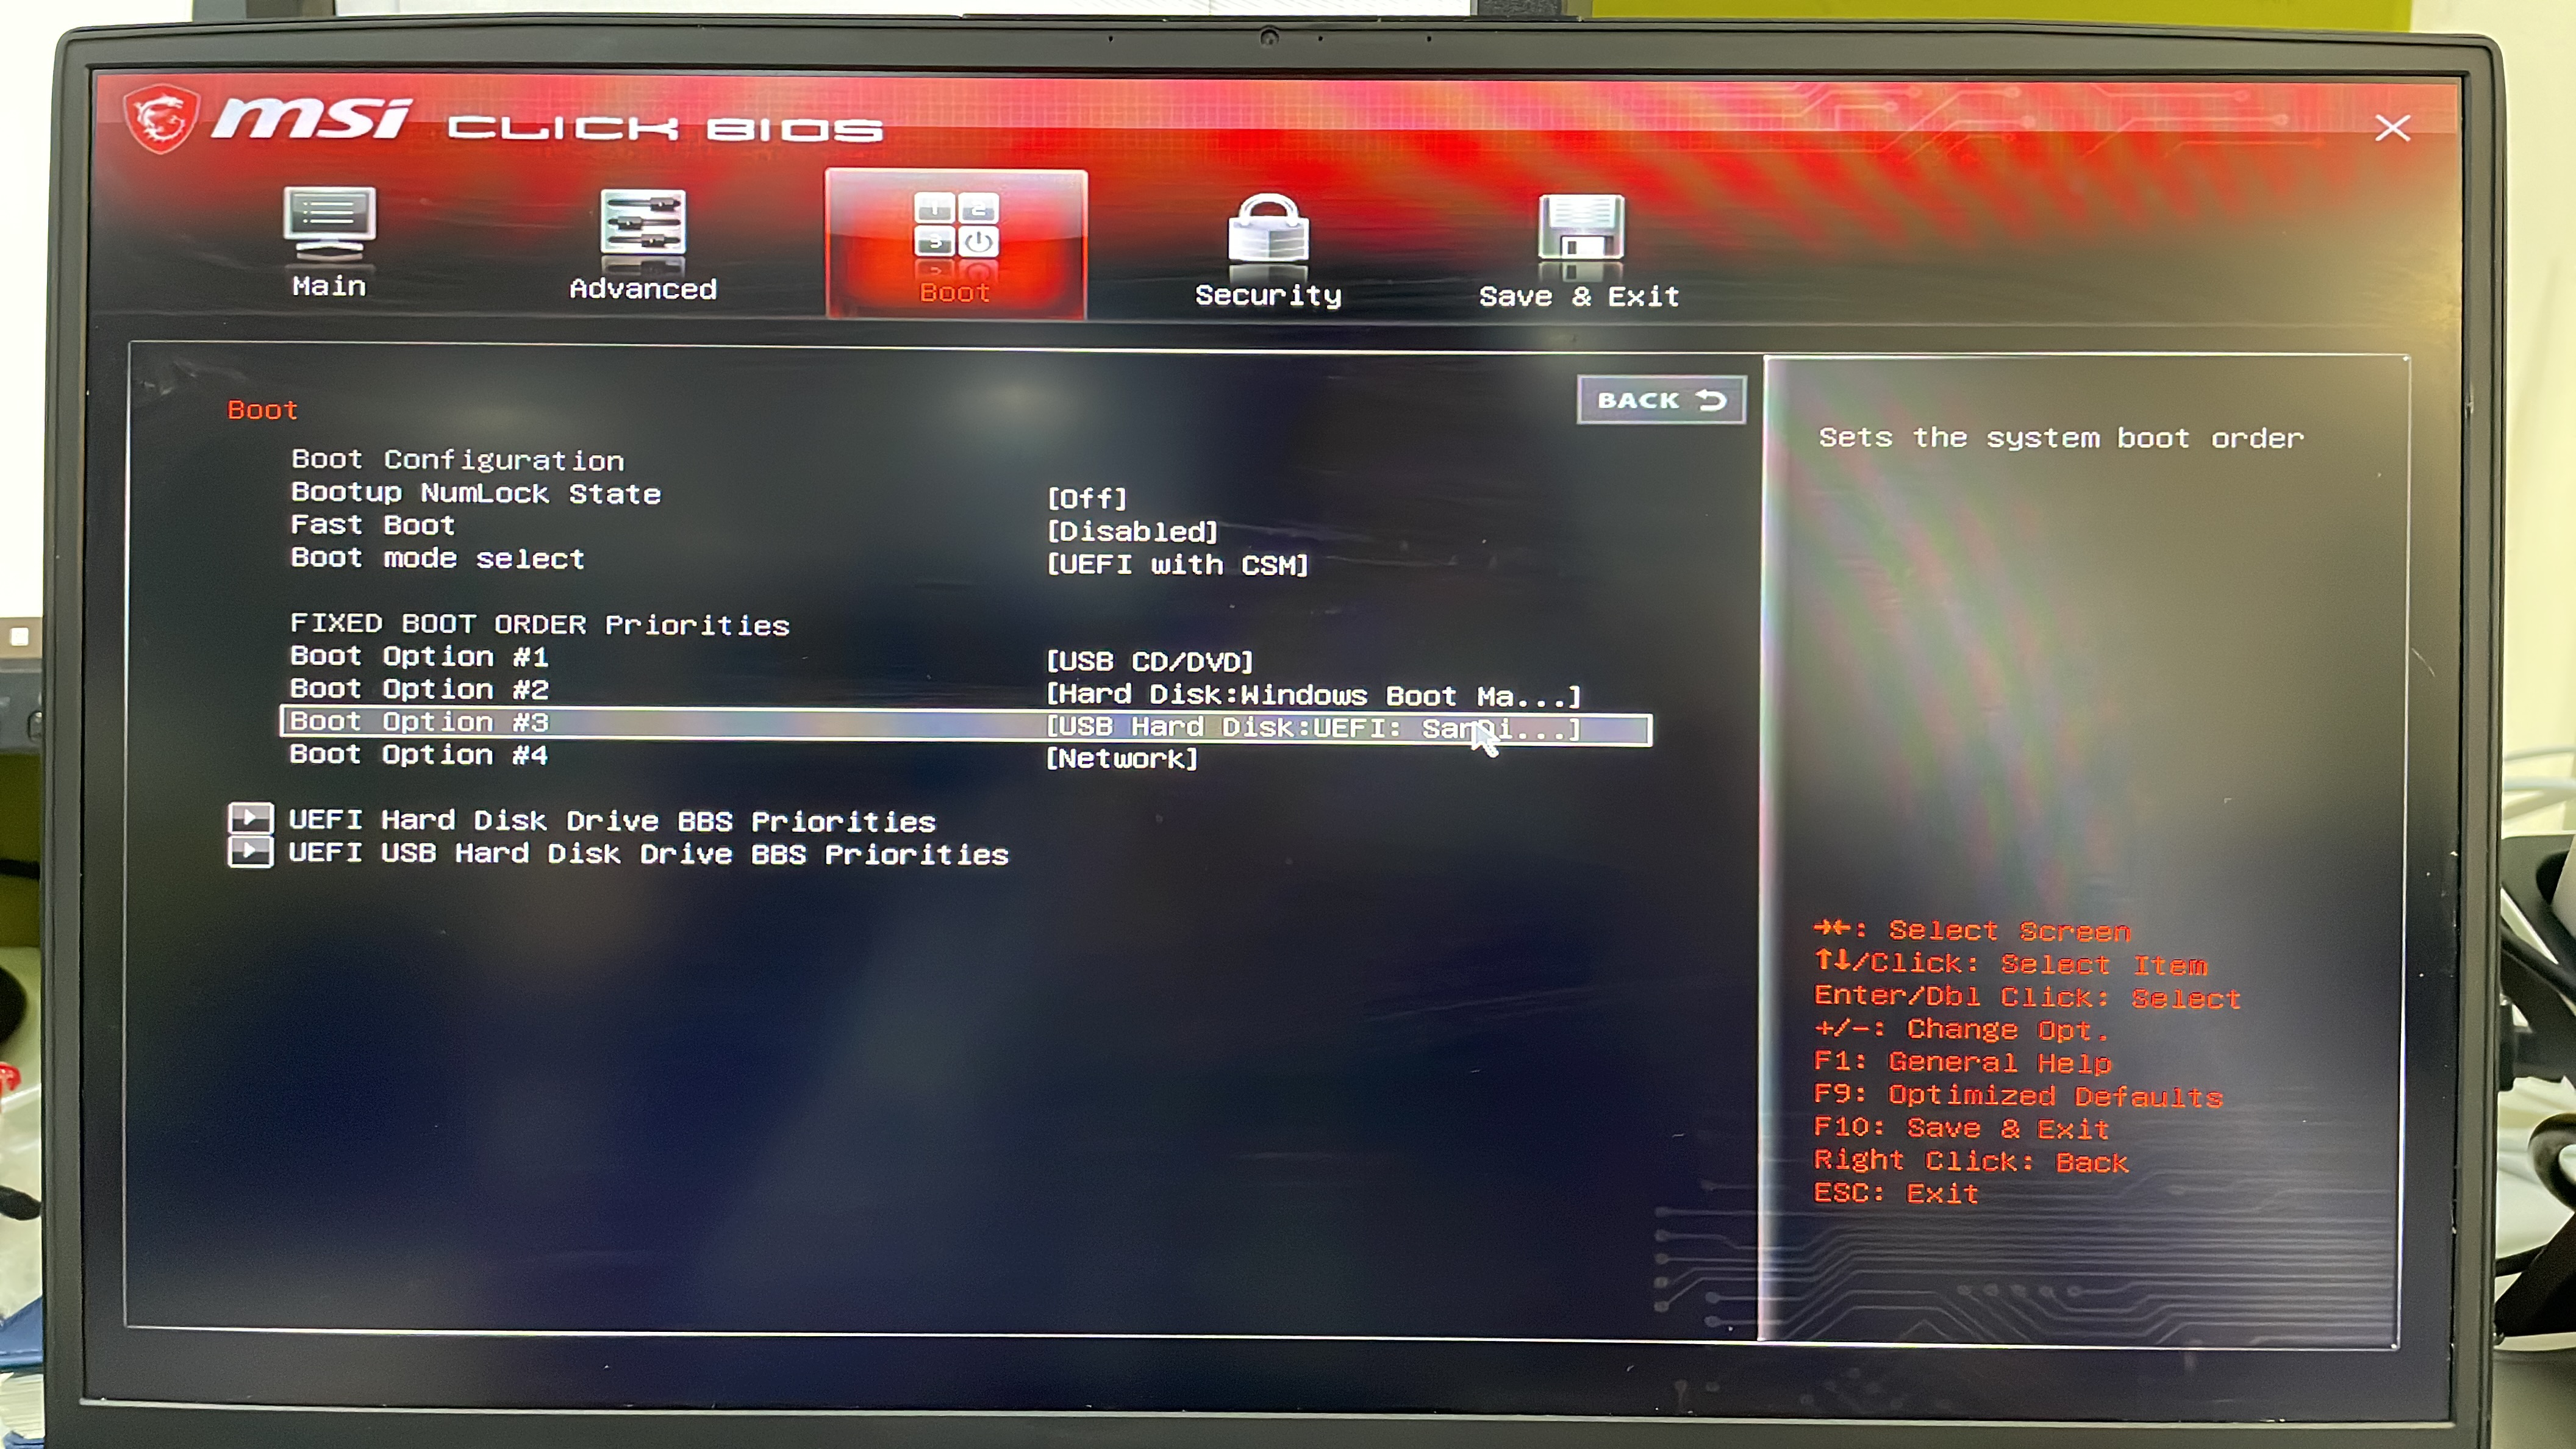 msi CLICK BIOS
Main
Advanced
Boot
Security
Save & Exit
BACK
Boot
Boot Configuration
Bootup NumLock State [Off]
Fast Boot [Disabled]
Boot mode select [UEFI with CSM]
FIXED BOOT ORDER Priorities
Boot Option #1 [USB CD/DVD]
Boot Option #2 [Hard Disk:Windows Boot Ma...]
Boot Option #3 [USB Hard Disk:UEFI: SanDi...]
Boot Option #4 [Network]
UEFI Hard Disk Drive BBS Priorities
UEFI USB Hard Disk Drive BBS Priorities
Sets the system boot order
→←: Select Screen
↑↓/Click: Select Item
Enter/Dbl Click: Select
+/-: Change Opt.
F1: General Help
F9: Optimized Defaults
F10: Save & Exit
Right Click: Back
ESC: Exit